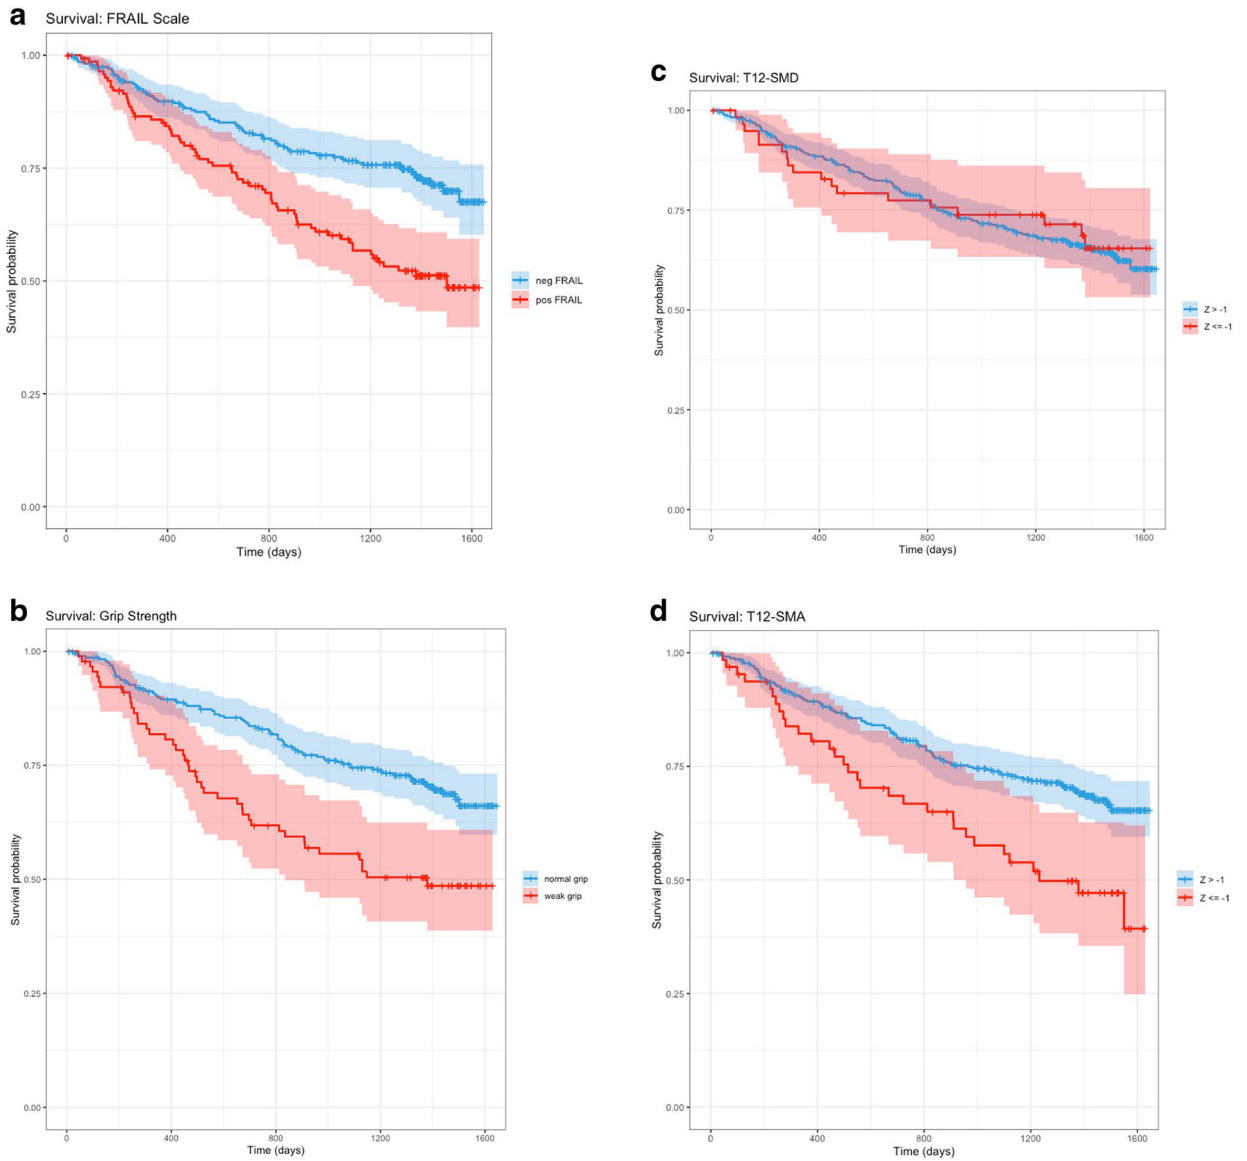 a
Survival: FRAIL Scale
1.00
0.75
0.50
0.25
0.00
Survival probability
0 400 800 1200 1600
Time (days)
neg FRAIL
pos FRAIL
c
Survival: T12-SMD
1.00
0.75
0.50
0.25
0.00
Survival probability
0 400 800 1200 1600
Time (days)
Z > -1
Z <= -1
b
Survival: Grip Strength
1.00
0.75
0.50
0.25
0.00
Survival probability
0 400 800 1200 1600
Time (days)
normal grip
weak grip
d
Survival: T12-SMA
1.00
0.75
0.50
0.25
0.00
Survival probability
0 400 800 1200 1600
Time (days)
Z > -1
Z <= -1